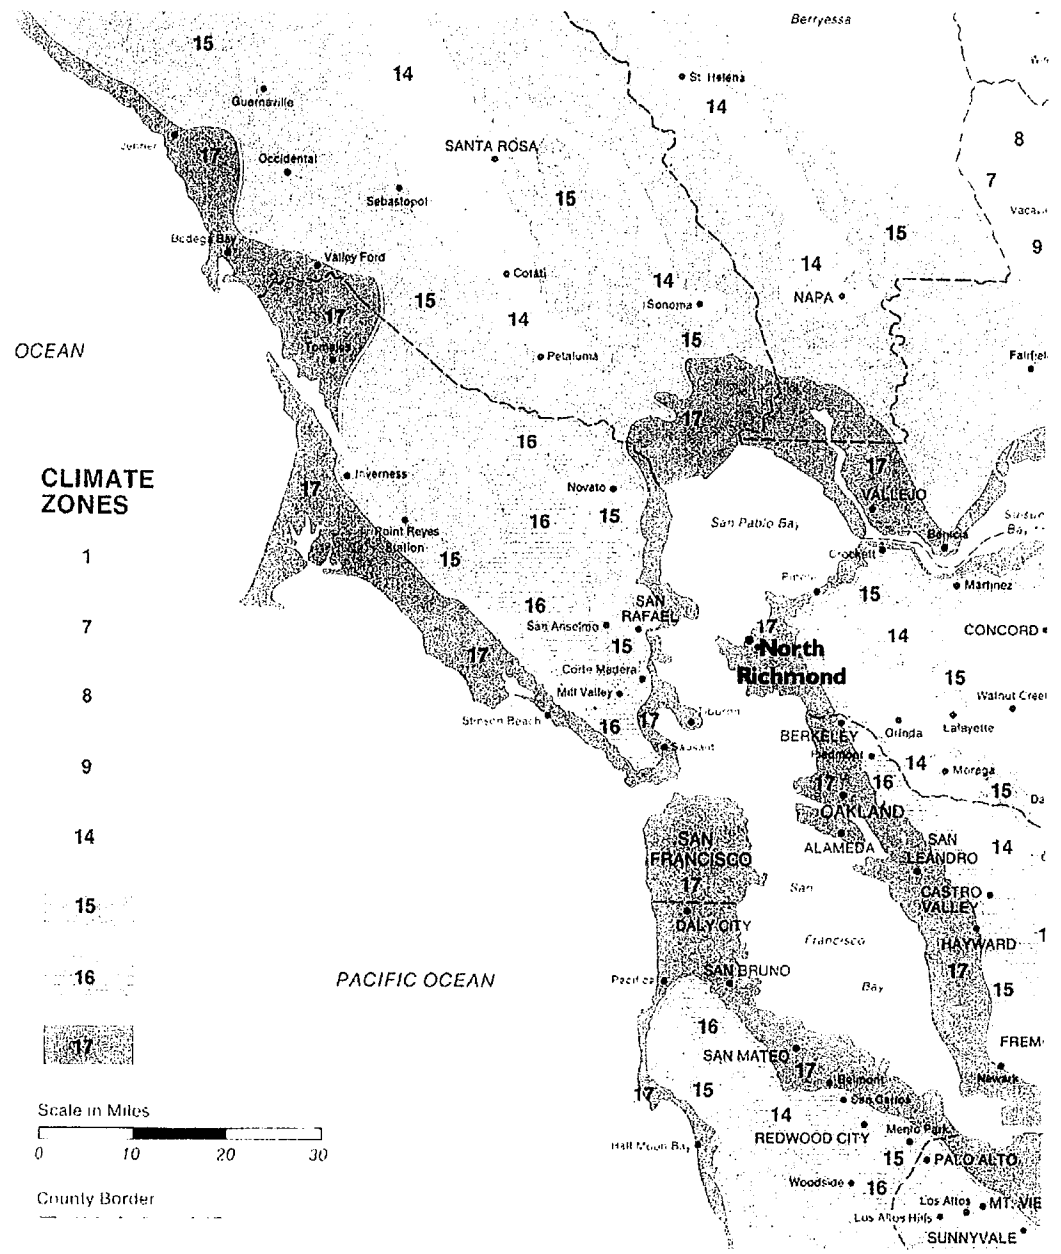 Berryessa
15
14
St. Helena
14
Guerneville
8
Jenner
SANTA ROSA
17
Occidental
7
Sebastopol
15
15
Bodega Bay
9
Valley Ford
14
Cotati
14
NAPA
Sonoma
15
17
14
15
OCEAN
Tomales
Petaluma
17
16
CLIMATE
ZONES
Inverness
17
17
VALLEJO
Novato
16
15
San Pablo Bay
Point Reyes
Station
Benicia
Crockett
1
15
Martinez
15
16
SAN
RAFAEL
San Anselmo
17
14
CONCORD
7
15
North
Richmond
17
Corte Madera
15
Mill Valley
8
Stinson Beach
16
17
BERKELEY
Orinda
Lafayette
Piedmont
14
Moraga
9
17
16
15
OAKLAND
14
SAN
FRANCISCO
ALAMEDA
SAN
LEANDRO
14
17
San
CASTRO
VALLEY
15
DALY CITY
Francisco
HAYWARD
16
PACIFIC OCEAN
Pacifica
SAN BRUNO
Bay
17
15
17
16
SAN MATEO
17
Belmont
Newark
17
15
San Carlos
Scale in Miles
14
REDWOOD CITY
Menlo Park
0 10 20 30
Half Moon Bay
15
PALO ALTO
Woodside
16
County Border
Los Altos
Los Altos Hills
SUNNYVALE